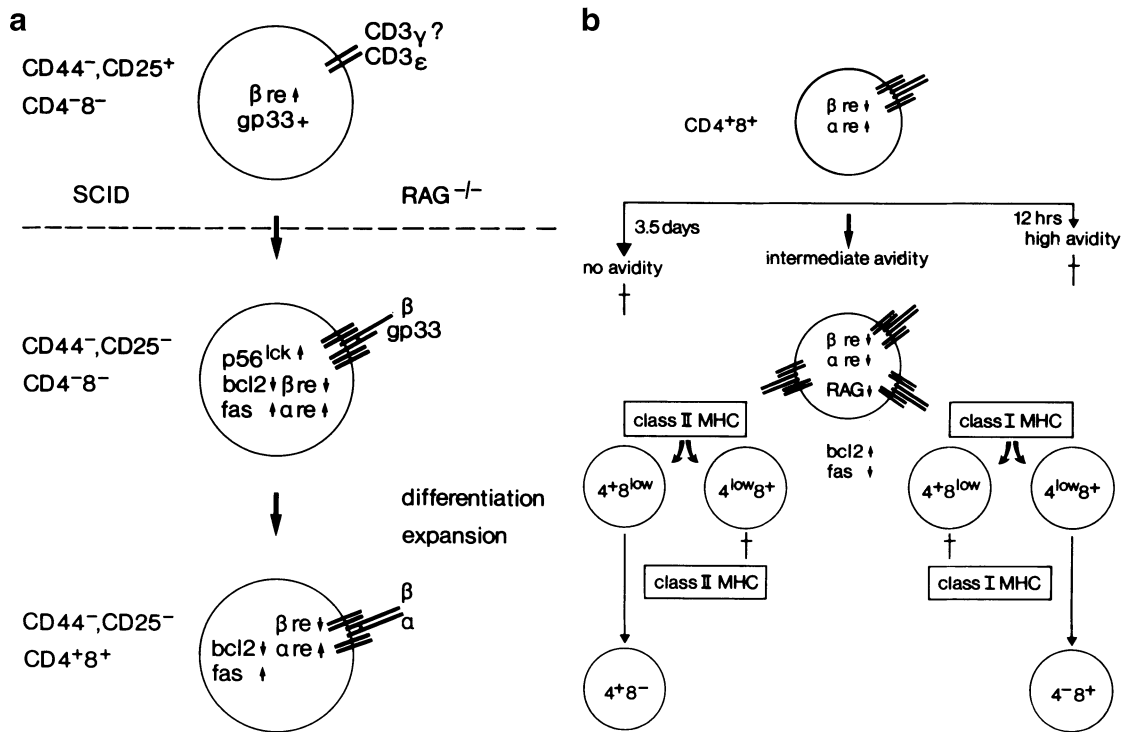 a
CD44⁻,CD25⁺
CD4⁻8⁻
CD3γ ?
CD3ε
β re ↑
gp33+
SCID
RAG⁻/⁻
CD44⁻,CD25⁻
CD4⁻8⁻
β
gp33
p56lck ↑
bcl2↓ β re ↓
fas ↑ α re ↑
differentiation
expansion
CD44⁻,CD25⁻
CD4⁺8⁺
β
α
β re ↓
bcl2 ↓ α re ↑
fas ↑
b
CD4⁺8⁺
β re ↓
α re ↑
3.5 days
no avidity
†
intermediate avidity
12 hrs
high avidity
†
β re ↓
α re ↓
RAG ↓
bcl2 ↑
fas ↓
class II MHC
4⁺8low
4low8+
†
class II MHC
4⁺8⁻
class I MHC
4⁺8low
4low8+
†
class I MHC
4⁻8⁺